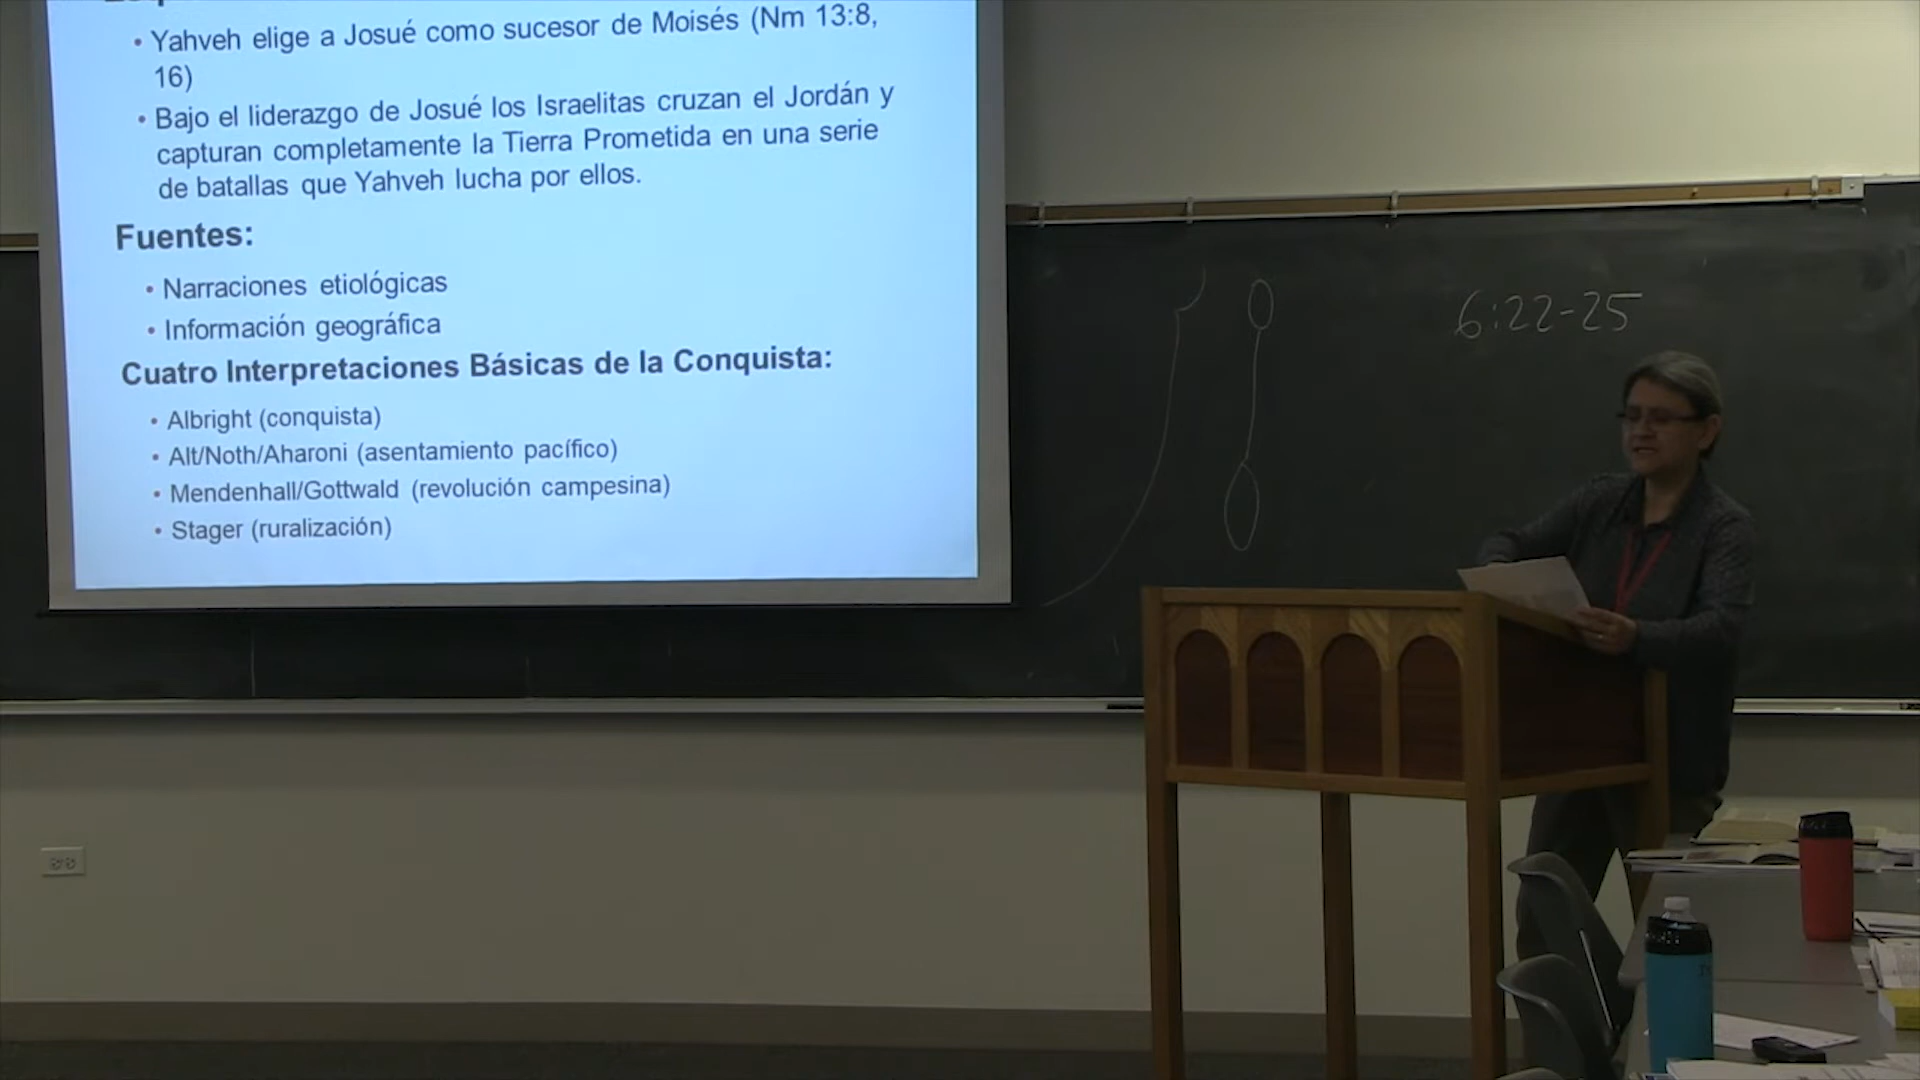 • Yahveh elige a Josué como sucesor de Moisés (Nm 13:8,
16)
• Bajo el liderazgo de Josué los Israelitas cruzan el Jordán y
capturan completamente la Tierra Prometida en una serie
de batallas que Yahveh lucha por ellos.
Fuentes:
• Narraciones etiológicas
• Información geográfica
Cuatro Interpretaciones Básicas de la Conquista:
• Albright (conquista)
• Alt/Noth/Aharoni (asentamiento pacífico)
• Mendenhall/Gottwald (revolución campesina)
• Stager (ruralización)
6:22-25